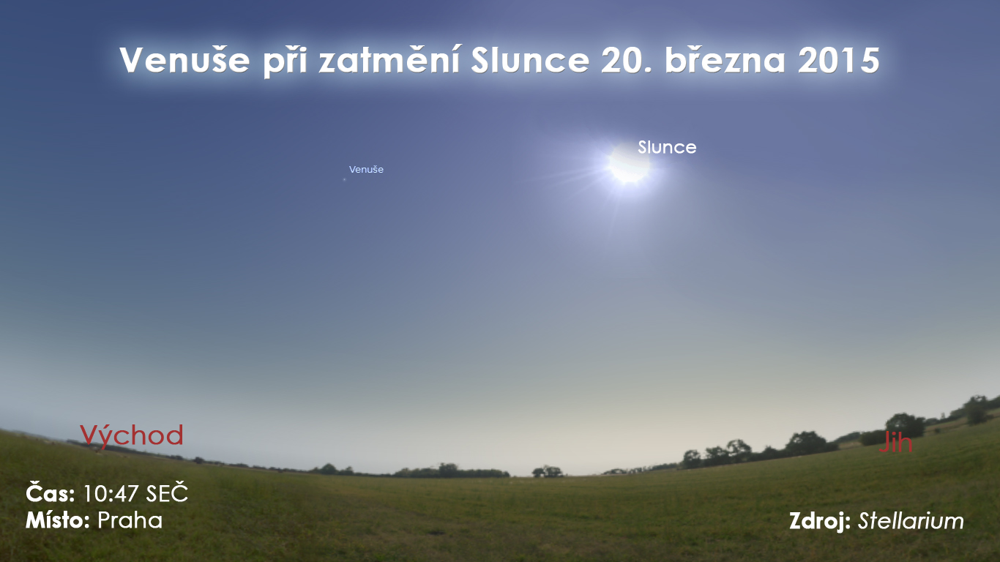 Venuše při zatmění Slunce 20. března 2015
Slunce
Venuše
Východ
Jih
Čas: 10:47 SEČ
Místo: Praha
Zdroj: Stellarium